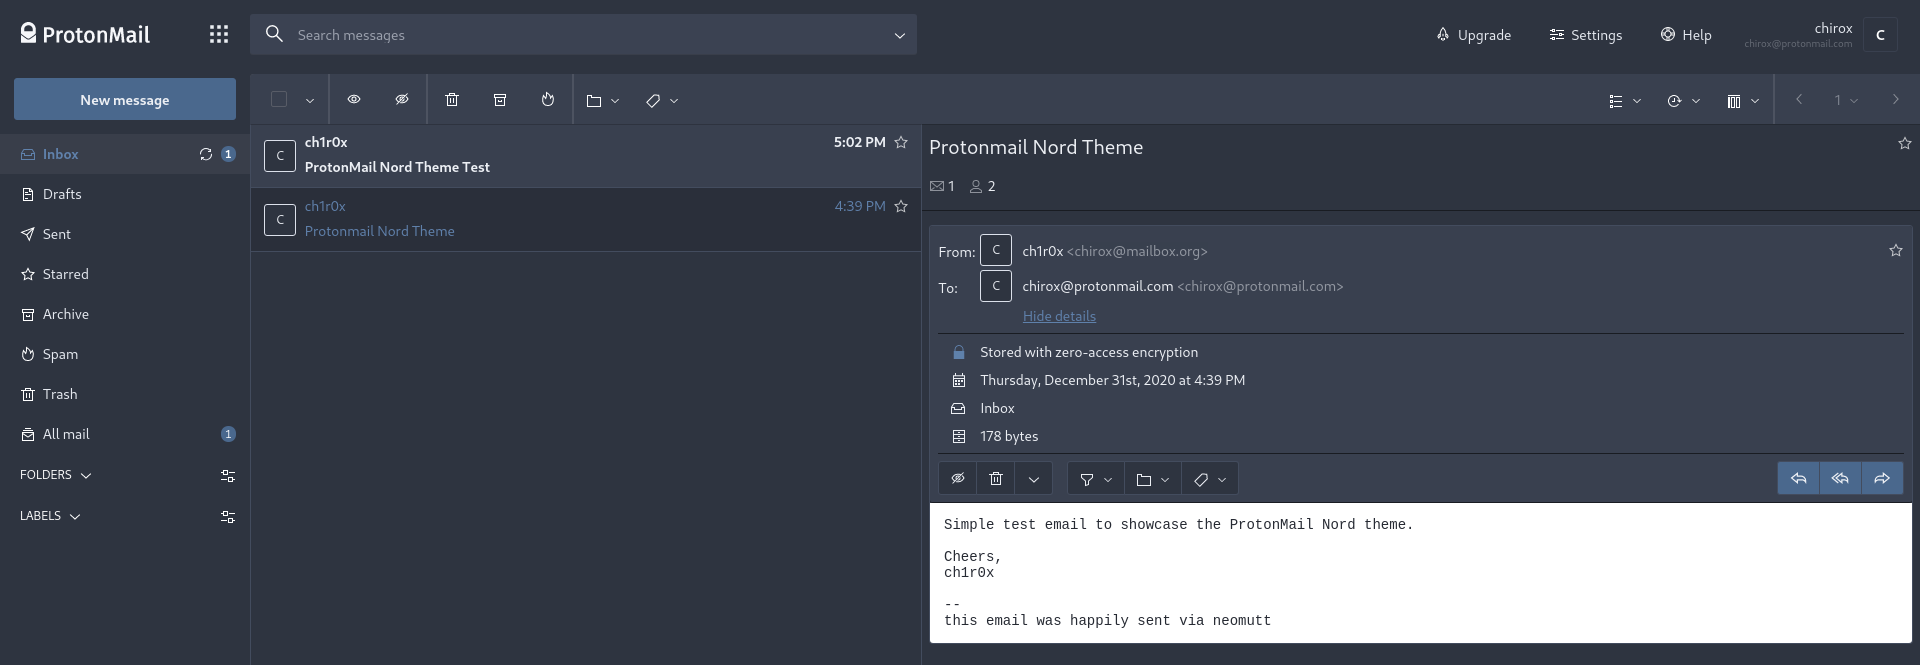 ProtonMail
Search messages
Upgrade
Settings
Help
chirox
chirox@protonmail.com
C
New message
1
Inbox 1
Drafts
Sent
Starred
Archive
Spam
Trash
All mail 1
FOLDERS
LABELS
C
ch1r0x 5:02 PM
ProtonMail Nord Theme Test
C
ch1r0x 4:39 PM
Protonmail Nord Theme
Protonmail Nord Theme
1 2
From: C ch1r0x <chirox@mailbox.org>
To: C chirox@protonmail.com <chirox@protonmail.com>
Hide details
Stored with zero-access encryption
Thursday, December 31st, 2020 at 4:39 PM
Inbox
178 bytes
Simple test email to showcase the ProtonMail Nord theme.
Cheers,
ch1r0x
--
this email was happily sent via neomutt